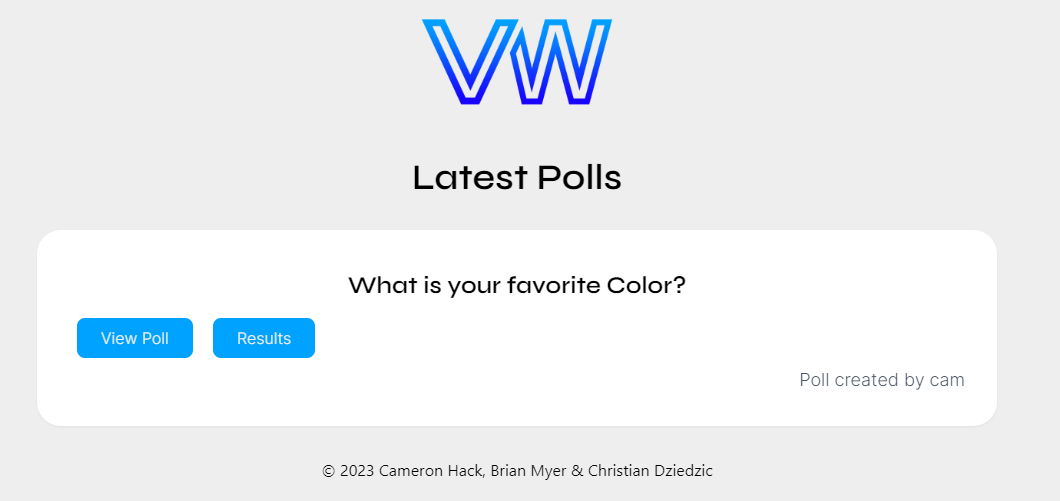 VW
Latest Polls
What is your favorite Color?
View Poll
Results
Poll created by cam
© 2023 Cameron Hack, Brian Myer & Christian Dziedzic